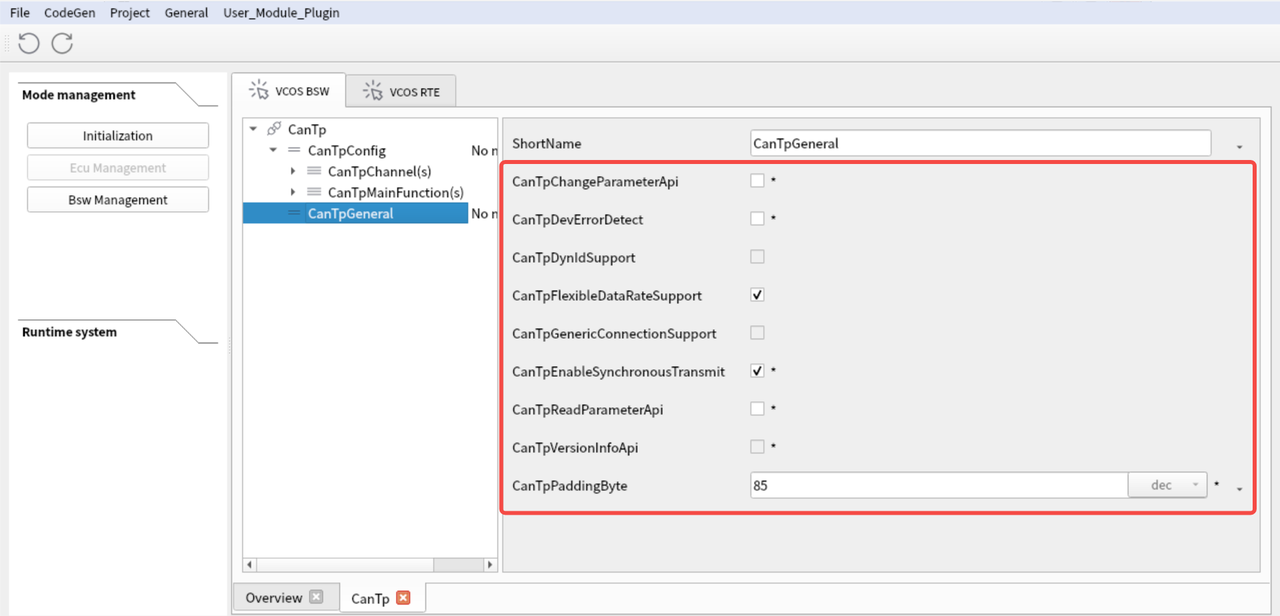 File CodeGen Project General User_Module_Plugin
Mode management
Initialization
Ecu Management
Bsw Management
Runtime system
VCOS BSW VCOS RTE
CanTp
CanTpConfig No n
CanTpChannel(s)
CanTpMainFunction(s)
CanTpGeneral No n
ShortName CanTpGeneral
CanTpChangeParameterApi *
CanTpDevErrorDetect *
CanTpDynIdSupport
CanTpFlexibleDataRateSupport
CanTpGenericConnectionSupport
CanTpEnableSynchronousTransmit *
CanTpReadParameterApi *
CanTpVersionInfoApi *
CanTpPaddingByte 85 dec *
Overview CanTp